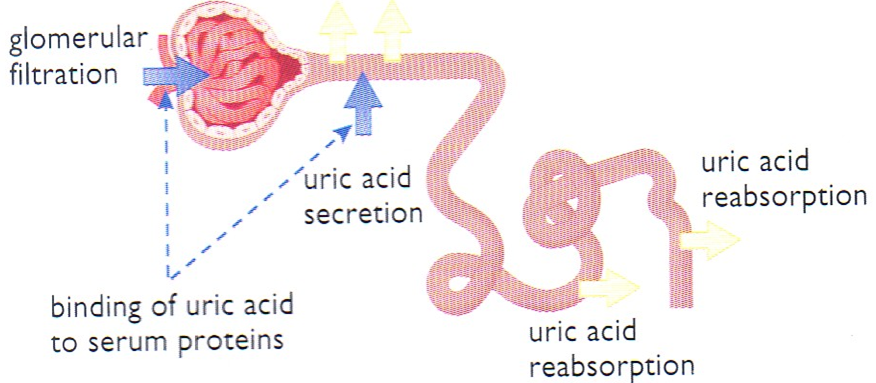 glomerular
filtration
uric acid
secretion
uric acid
reabsorption
binding of uric acid
to serum proteins
uric acid
reabsorption